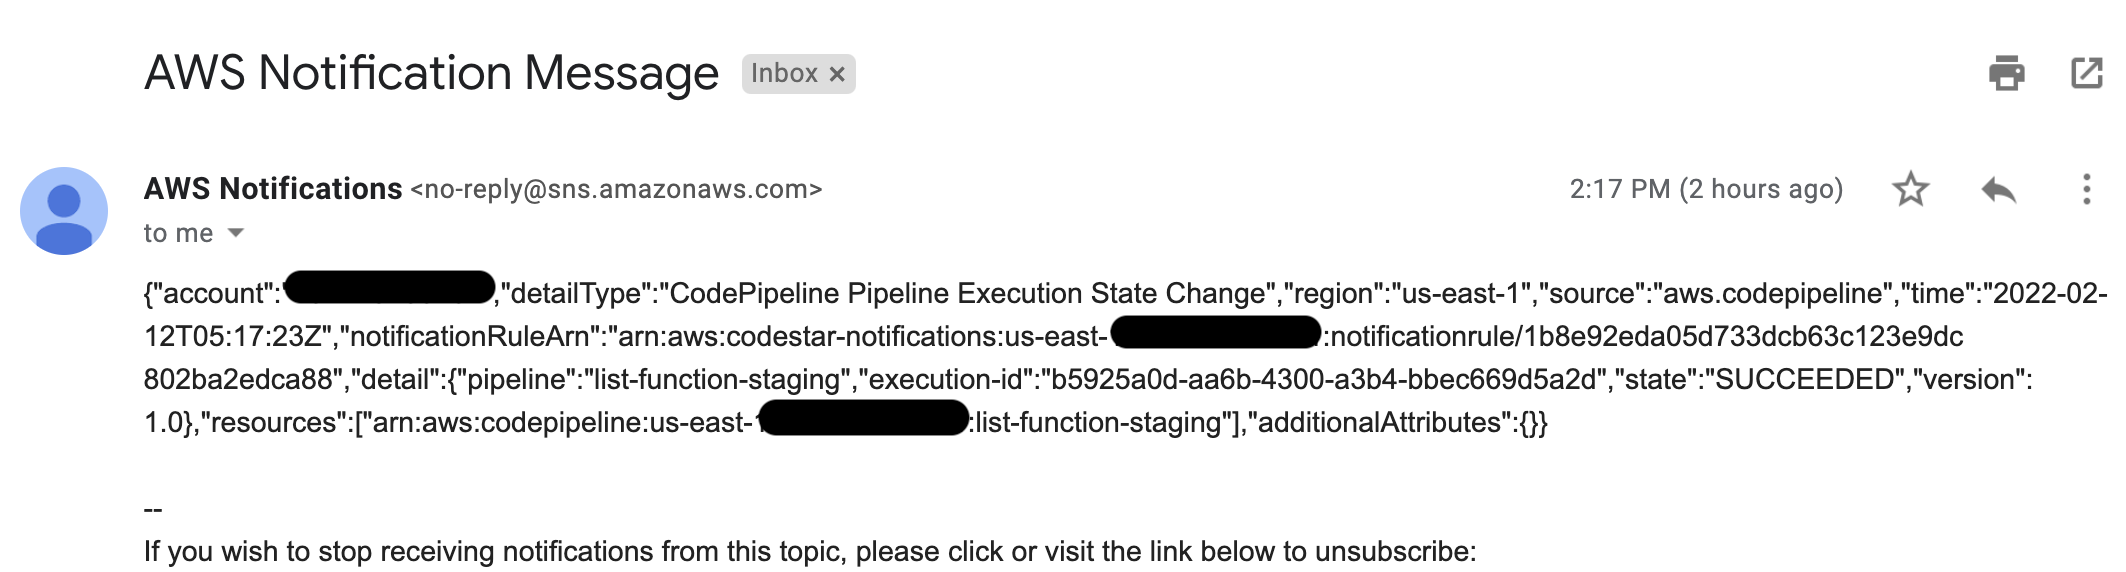 AWS Notification Message Inbox ×
AWS Notifications <no-reply@sns.amazonaws.com> 2:17 PM (2 hours ago)
to me
{"account": ,"detailType":"CodePipeline Pipeline Execution State Change","region":"us-east-1","source":"aws.codepipeline","time":"2022-02-
12T05:17:23Z","notificationRuleArn":"arn:aws:codestar-notifications:us-east- :notificationrule/1b8e92eda05d733dcb63c123e9dc
802ba2edca88","detail":{"pipeline":"list-function-staging","execution-id":"b5925a0d-aa6b-4300-a3b4-bbec669d5a2d","state":"SUCCEEDED","version":
1.0},"resources":["arn:aws:codepipeline:us-east- :list-function-staging"],"additionalAttributes":{}}
--
If you wish to stop receiving notifications from this topic, please click or visit the link below to unsubscribe: